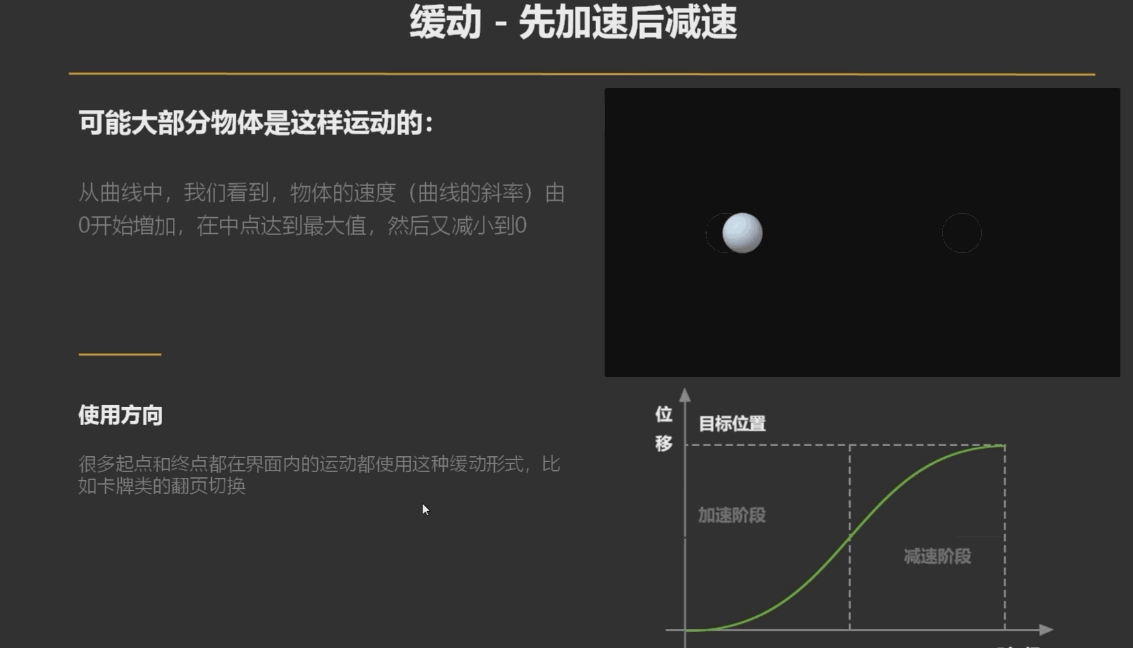 缓动 - 先加速后减速
可能大部分物体是这样运动的：
从曲线中，我们看到，物体的速度（曲线的斜率）由
0开始增加，在中点达到最大值，然后又减小到0
使用方向
很多起点和终点都在界面内的运动都使用这种缓动形式，比
如卡牌类的翻页切换
位
移
目标位置
加速阶段
减速阶段